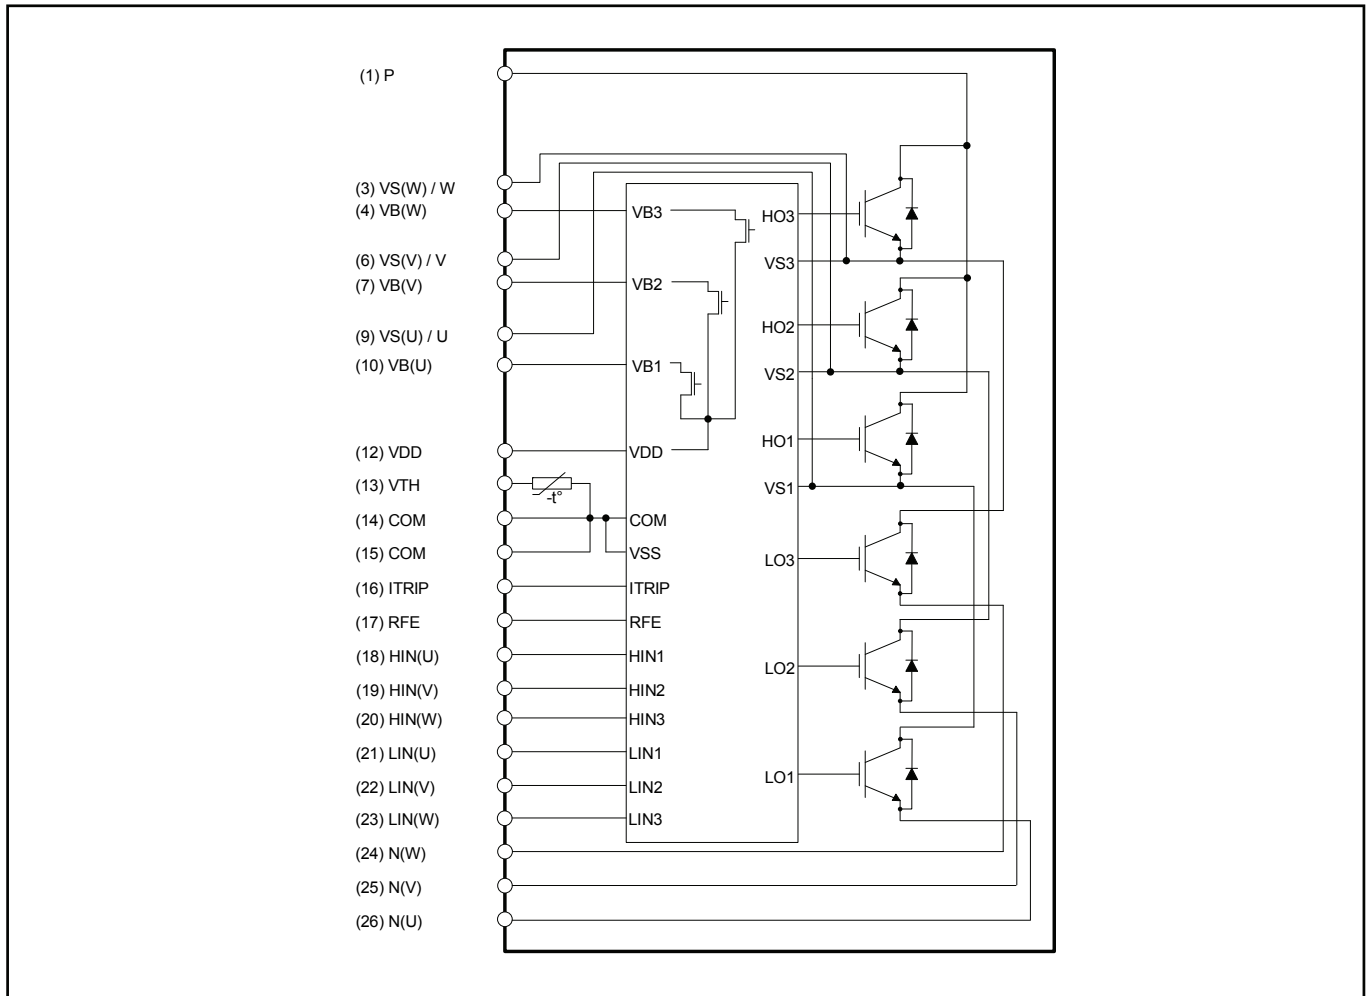 (1) P
(3) VS(W) / W
(4) VB(W)
(6) VS(V) / V
(7) VB(V)
(9) VS(U) / U
(10) VB(U)
(12) VDD
(13) VTH
(14) COM
(15) COM
(16) ITRIP
(17) RFE
(18) HIN(U)
(19) HIN(V)
(20) HIN(W)
(21) LIN(U)
(22) LIN(V)
(23) LIN(W)
(24) N(W)
(25) N(V)
(26) N(U)
-t°
VB3
VB2
VB1
VDD
COM
VSS
ITRIP
RFE
HIN1
HIN2
HIN3
LIN1
LIN2
LIN3
HO3
VS3
HO2
VS2
HO1
VS1
LO3
LO2
LO1